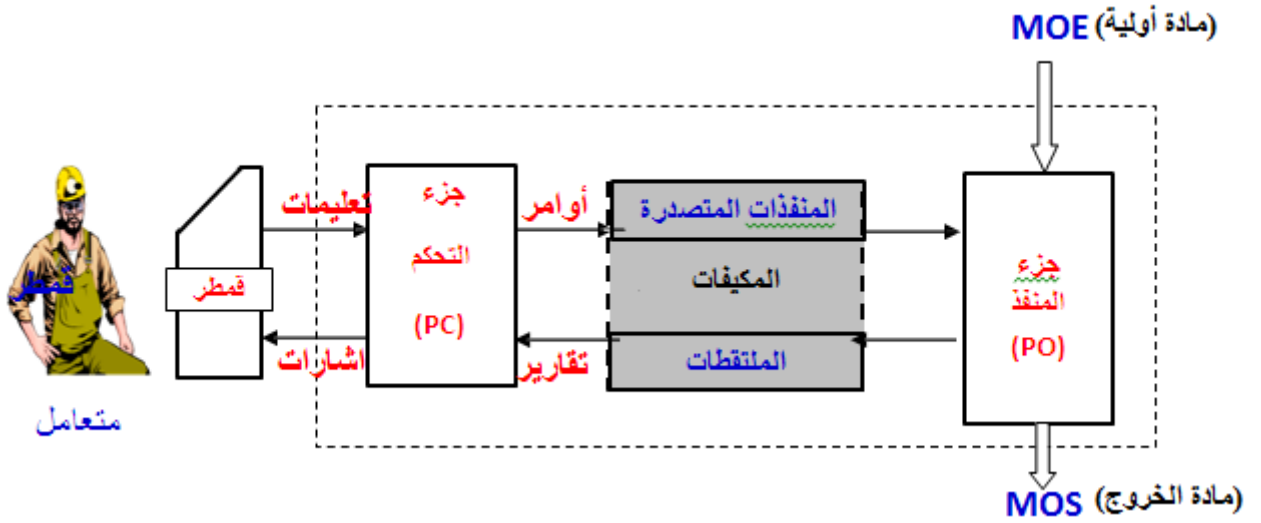 MOE (مادة أولية)
جزء
التحكم
(PC)
تعليمات
اشارات
أوامر
تقارير
المنفذات المتصدرة
المكيفات
الملتقطات
جزء
المنفذ
(PO)
قمطر
قمطر
متعامل
MOS (مادة الخروج)